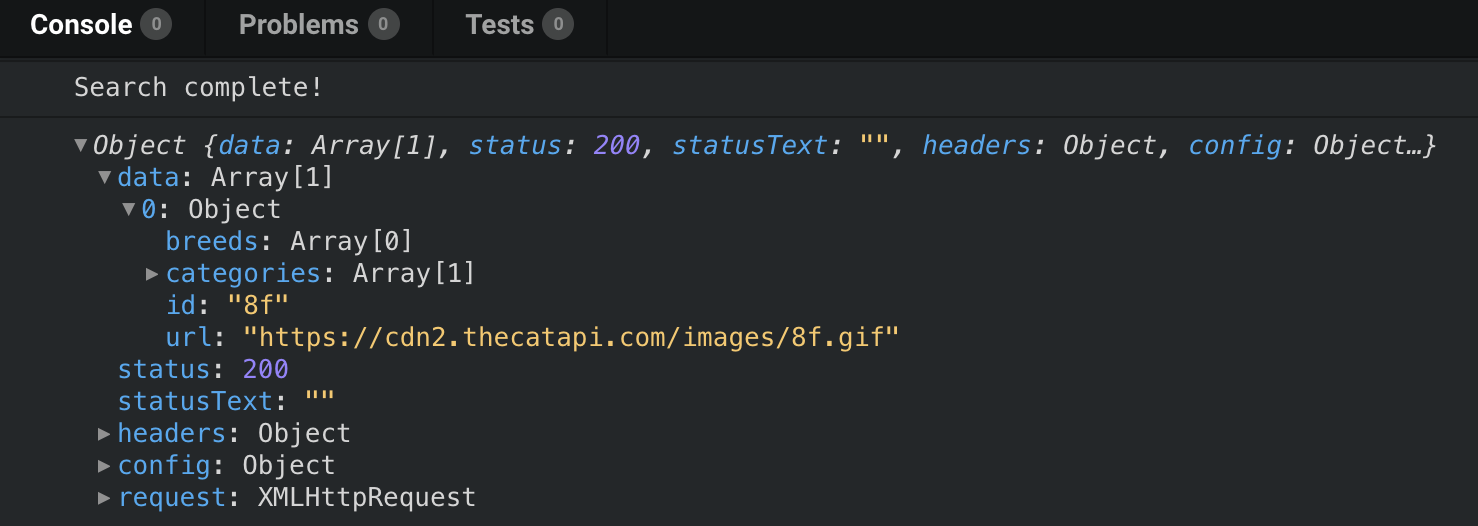 Console 0 Problems 0 Tests 0
Search complete!
▼Object {data: Array[1], status: 200, statusText: "", headers: Object, config: Object…}
▼data: Array[1]
▼0: Object
breeds: Array[0]
▶categories: Array[1]
id: "8f"
url: "https://cdn2.thecatapi.com/images/8f.gif"
status: 200
statusText: ""
▶headers: Object
▶config: Object
▶request: XMLHttpRequest